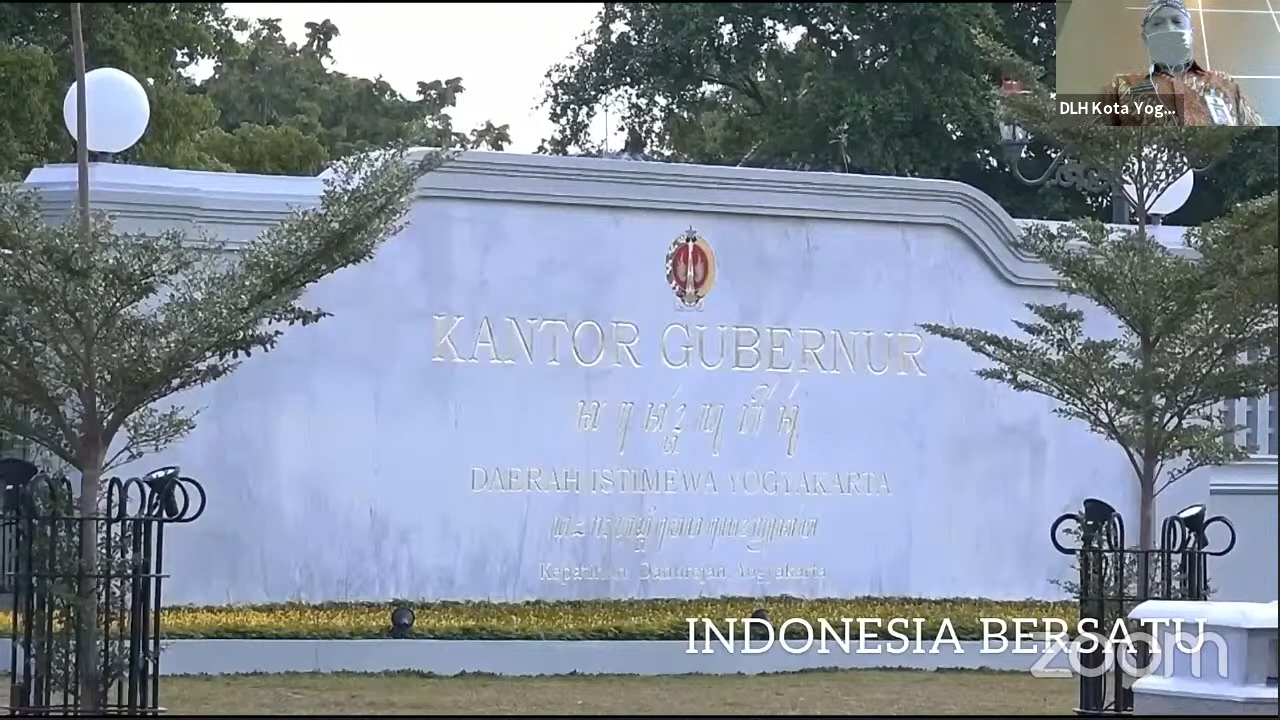 DLH Kota Yog...
KANTOR GUBERNUR
DAERAH ISTIMEWA YOGYAKARTA
Kepatihan Danurejan Yogyakarta
INDONESIA BERSATU
zoom